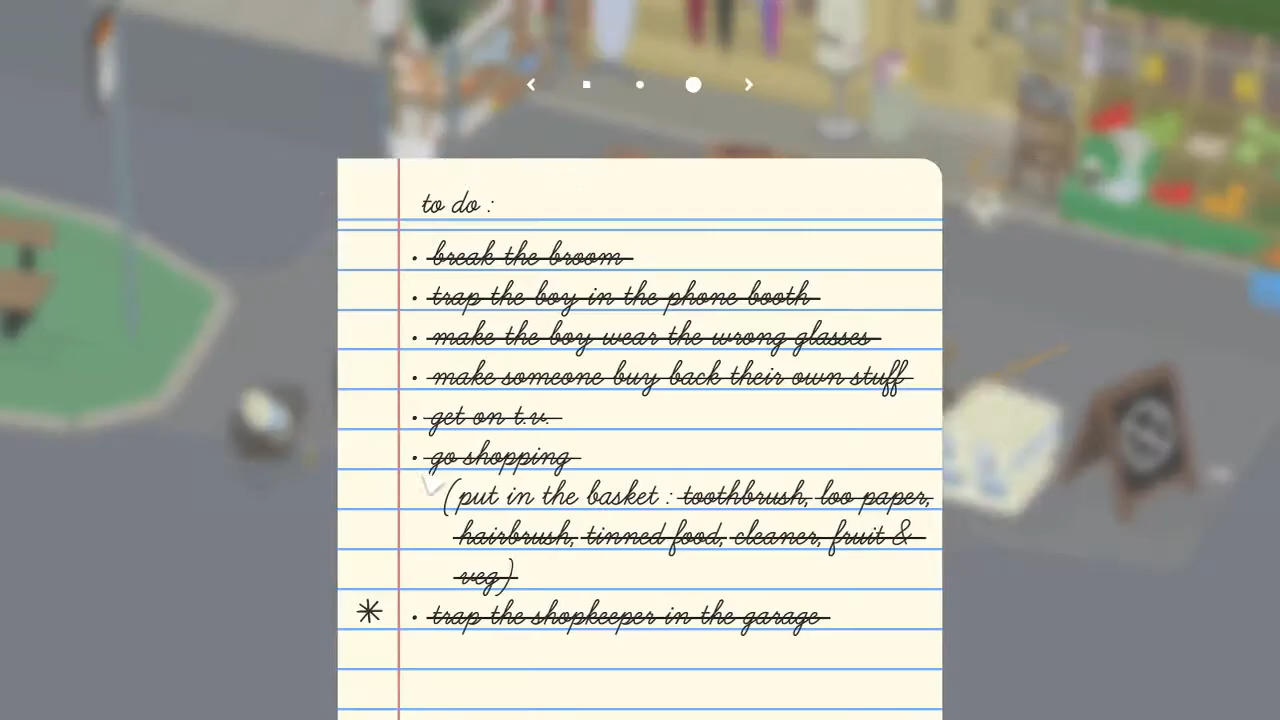 to do :
• break the broom
• trap the boy in the phone booth
• make the boy wear the wrong glasses
• make someone buy back their own stuff
• get on t.v.
• go shopping
(put in the basket : toothbrush, loo paper,
hairbrush, tinned food, cleaner, fruit &
veg)
* • trap the shopkeeper in the garage